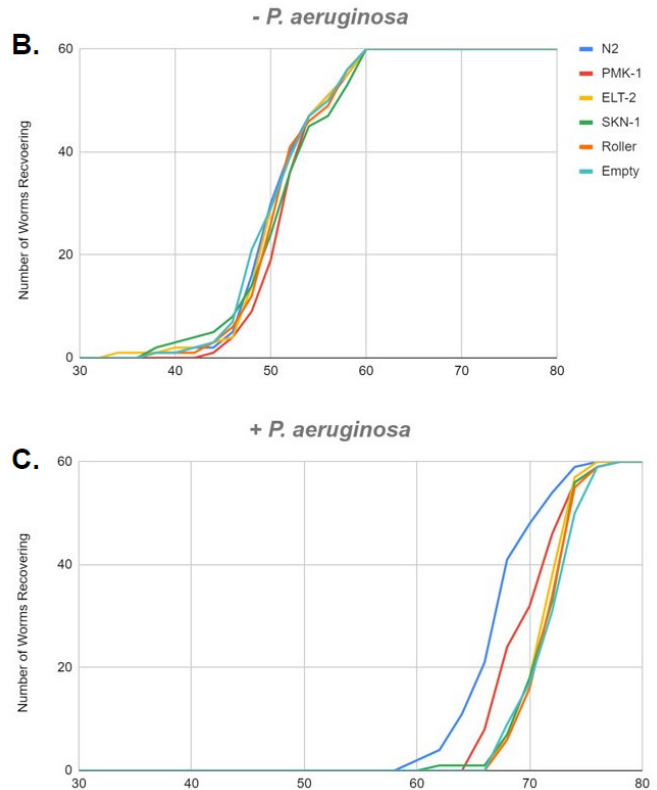 - P. aeruginosa
B.
60
40
20
0
Number of Worms Recvoering
30 40 50 60 70 80
N2
PMK-1
ELT-2
SKN-1
Roller
Empty
+ P. aeruginosa
C.
60
40
20
0
Number of Worms Recovering
30 40 50 60 70 80